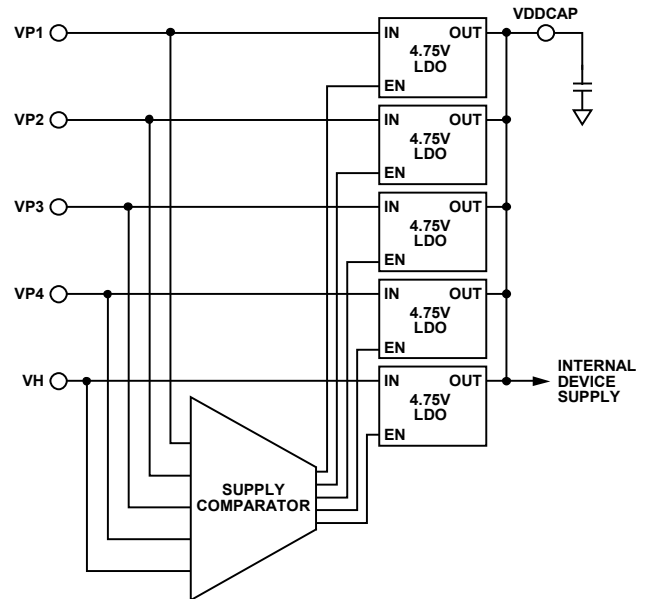 VDDCAP
VP1
IN
OUT
4.75V
LDO
EN
VP2
IN
OUT
4.75V
LDO
EN
VP3
IN
OUT
4.75V
LDO
EN
VP4
IN
OUT
4.75V
LDO
EN
VH
IN
OUT
4.75V
LDO
EN
INTERNAL
DEVICE
SUPPLY
SUPPLY
COMPARATOR